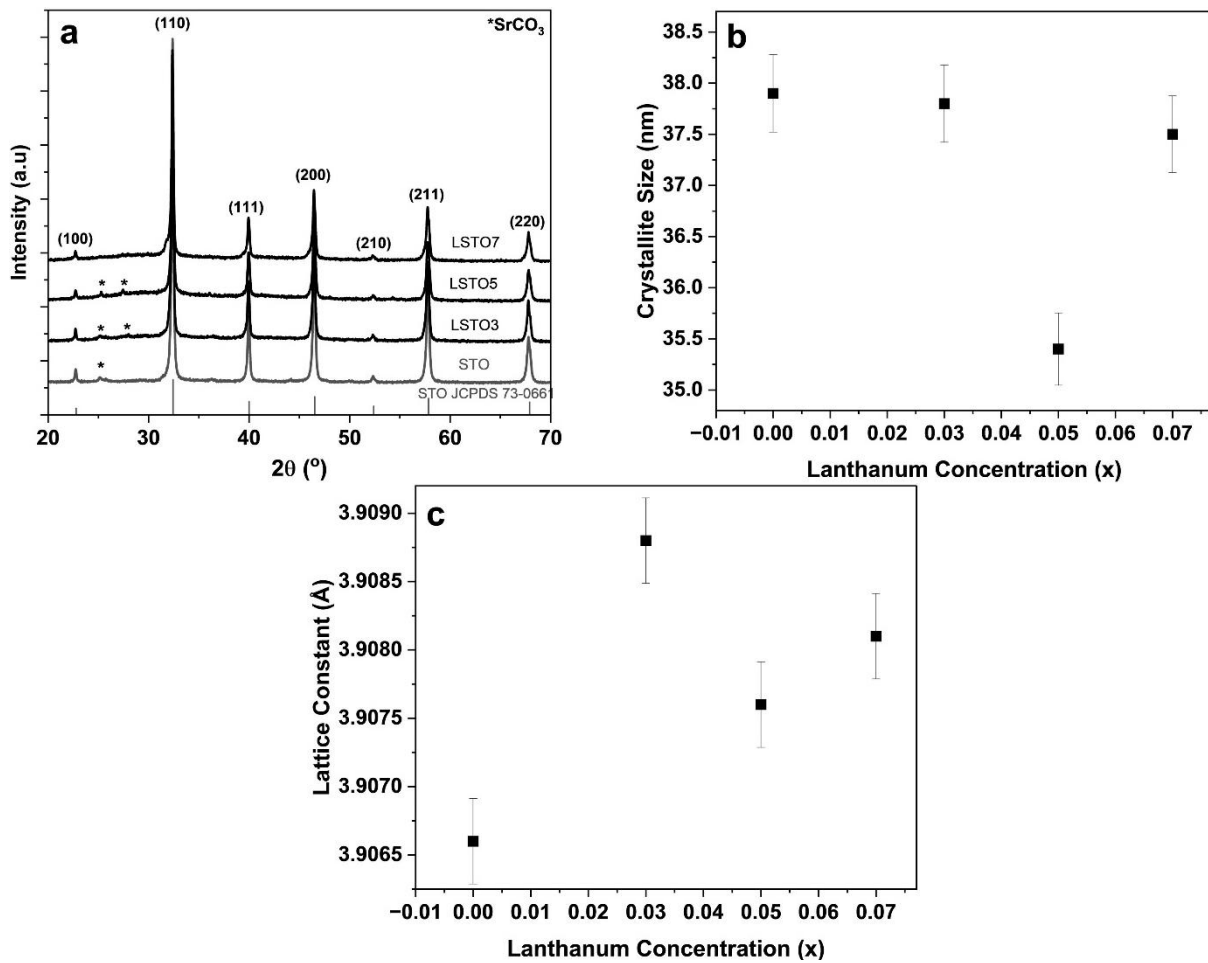 a
(110)
*SrCO₃
(200)
(111)
(211)
(100)
(210)
(220)
LSTO7
* *
LSTO5
* *
LSTO3
*
STO
STO JCPDS 73-0661
20 30 40 50 60 70
2θ (°)
Intensity (a.u)
b
38.5
38.0
37.5
37.0
36.5
36.0
35.5
35.0
−0.01 0.00 0.01 0.02 0.03 0.04 0.05 0.06 0.07
Lanthanum Concentration (x)
Crystallite Size (nm)
c
3.9090
3.9085
3.9080
3.9075
3.9070
3.9065
−0.01 0.00 0.01 0.02 0.03 0.04 0.05 0.06 0.07
Lanthanum Concentration (x)
Lattice Constant (Å)